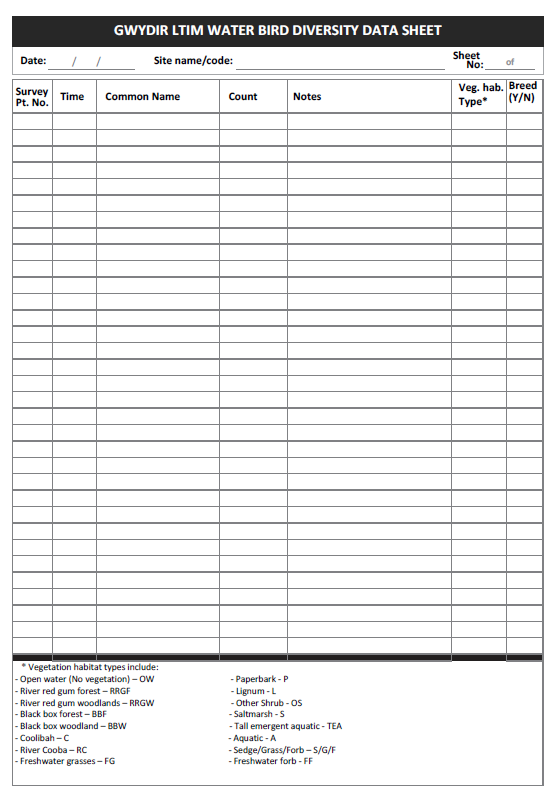 GWYDIR LTIM WATER BIRD DIVERSITY DATA SHEET
Date: / / Site name/code: Sheet No: of
Survey Pt. No. Time Common Name Count Notes Veg. hab. Type* Breed (Y/N)
* Vegetation habitat types include:
- Open water (No vegetation) – OW
- River red gum forest – RRGF
- River red gum woodlands – RRGW
- Black box forest – BBF
- Black box woodland – BBW
- Coolibah – C
- River Cooba – RC
- Freshwater grasses – FG
- Paperbark - P
- Lignum - L
- Other Shrub - OS
- Saltmarsh - S
- Tall emergent aquatic - TEA
- Aquatic - A
- Sedge/Grass/Forb – S/G/F
- Freshwater forb - FF